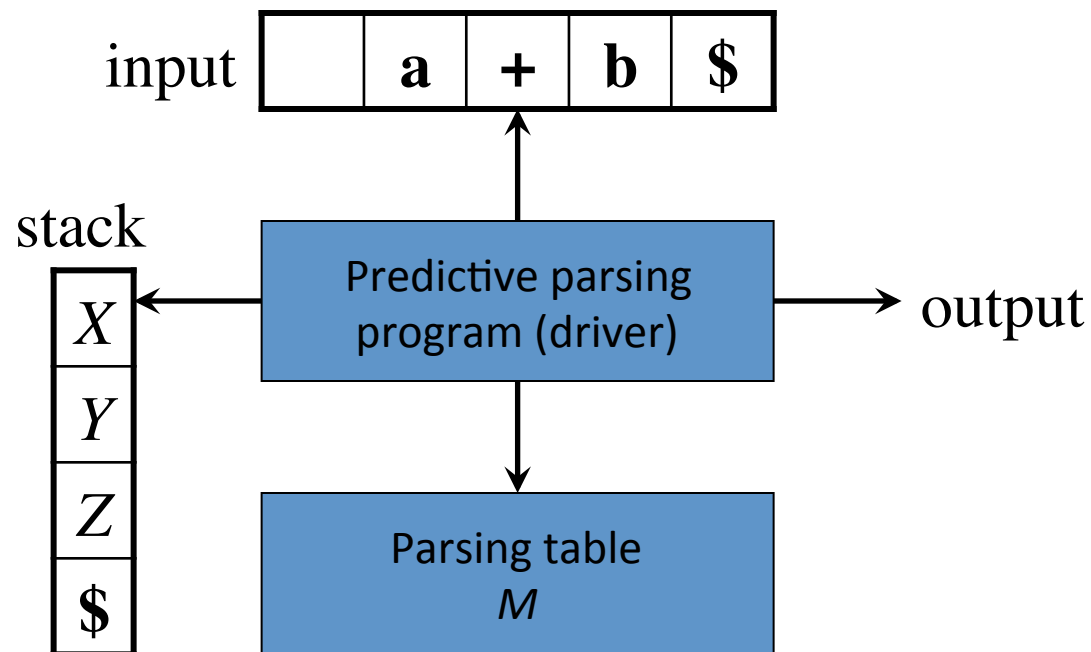 input a + b $
stack
Predictive parsing
program (driver)
output
X
Y
Z
$
Parsing table
M